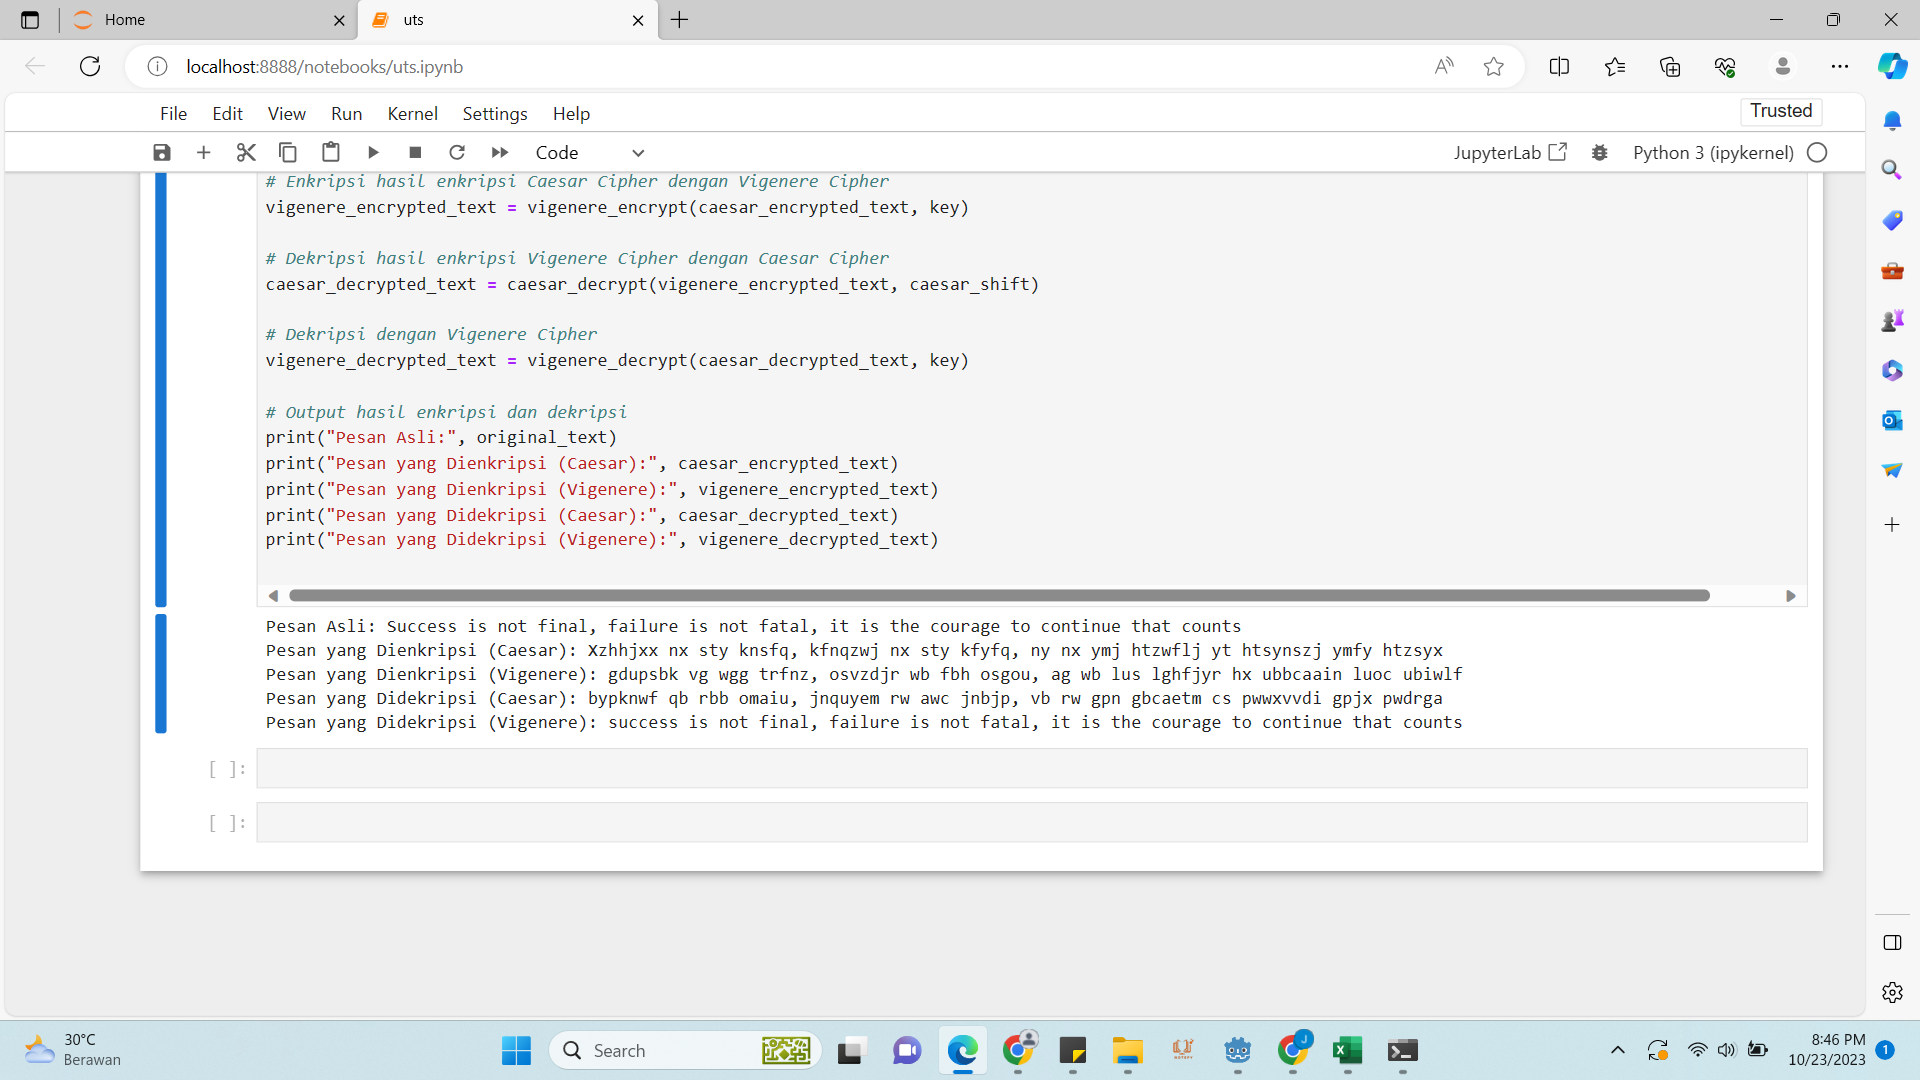 Home
uts
localhost:8888/notebooks/uts.ipynb
File Edit View Run Kernel Settings Help
Trusted
Code
JupyterLab
Python 3 (ipykernel)
# Enkripsi hasil enkripsi Caesar Cipher dengan Vigenere Cipher
vigenere_encrypted_text = vigenere_encrypt(caesar_encrypted_text, key)
# Dekripsi hasil enkripsi Vigenere Cipher dengan Caesar Cipher
caesar_decrypted_text = caesar_decrypt(vigenere_encrypted_text, caesar_shift)
# Dekripsi dengan Vigenere Cipher
vigenere_decrypted_text = vigenere_decrypt(caesar_decrypted_text, key)
# Output hasil enkripsi dan dekripsi
print("Pesan Asli:", original_text)
print("Pesan yang Dienkripsi (Caesar):", caesar_encrypted_text)
print("Pesan yang Dienkripsi (Vigenere):", vigenere_encrypted_text)
print("Pesan yang Didekripsi (Caesar):", caesar_decrypted_text)
print("Pesan yang Didekripsi (Vigenere):", vigenere_decrypted_text)
Pesan Asli: Success is not final, failure is not fatal, it is the courage to continue that counts
Pesan yang Dienkripsi (Caesar): Xzhhjxx nx sty knsfq, kfnqzwj nx sty kfyfq, ny nx ymj htzwflj yt htsynszj ymfy htzsyx
Pesan yang Dienkripsi (Vigenere): gdupsbk vg wgg trfnz, osvzdjr wb fbh osgou, ag wb lus lghfjyr hx ubbcaain luoc ubiwlf
Pesan yang Didekripsi (Caesar): bypknwf qb rbb omaiu, jnquyem rw awc jnbjp, vb rw gpn gbcaetm cs pwwxvvdi gpjx pwdrga
Pesan yang Didekripsi (Vigenere): success is not final, failure is not fatal, it is the courage to continue that counts
[ ]:
[ ]:
30°C
Berawan
Search
J
8:46 PM
10/23/2023
1